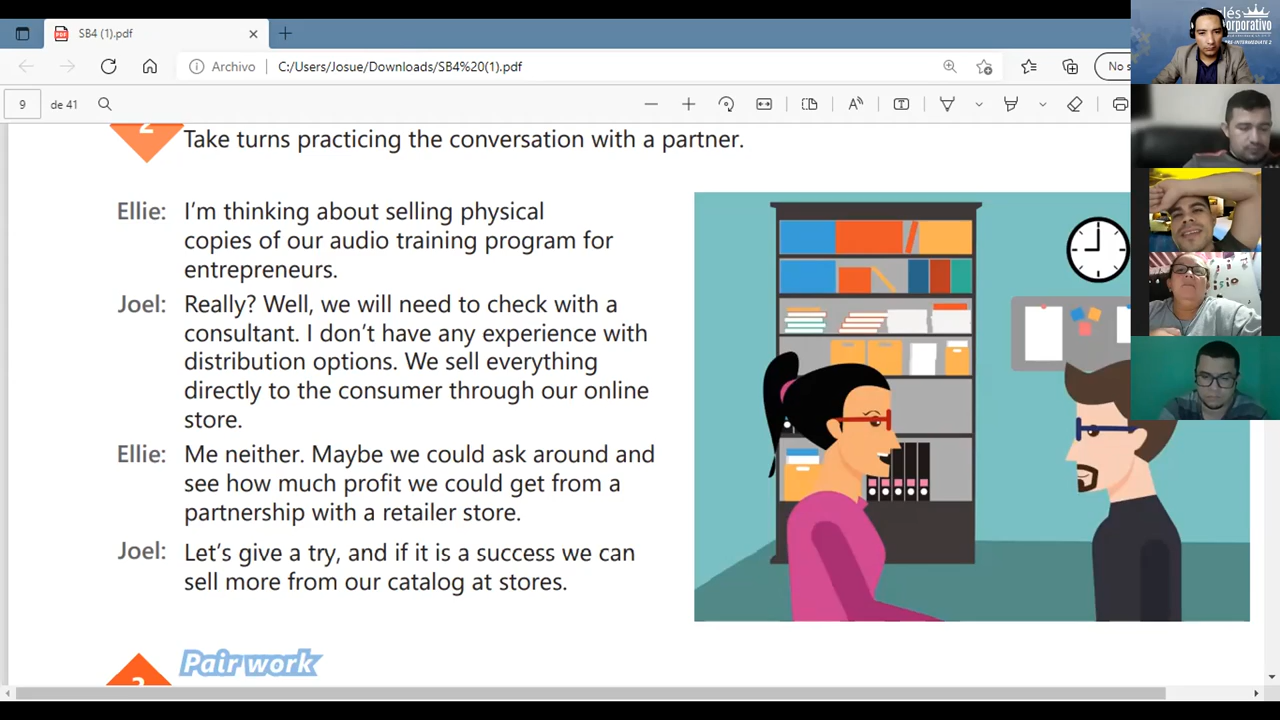 SB4 (1).pdf
Archivo
C:/Users/Josue/Downloads/SB4%20(1).pdf
No s
9
de 41
2
Take turns practicing the conversation with a partner.
Ellie: I'm thinking about selling physical
copies of our audio training program for
entrepreneurs.
Joel: Really? Well, we will need to check with a
consultant. I don't have any experience with
distribution options. We sell everything
directly to the consumer through our online
store.
Ellie: Me neither. Maybe we could ask around and
see how much profit we could get from a
partnership with a retailer store.
Joel: Let's give a try, and if it is a success we can
sell more from our catalog at stores.
Pair work